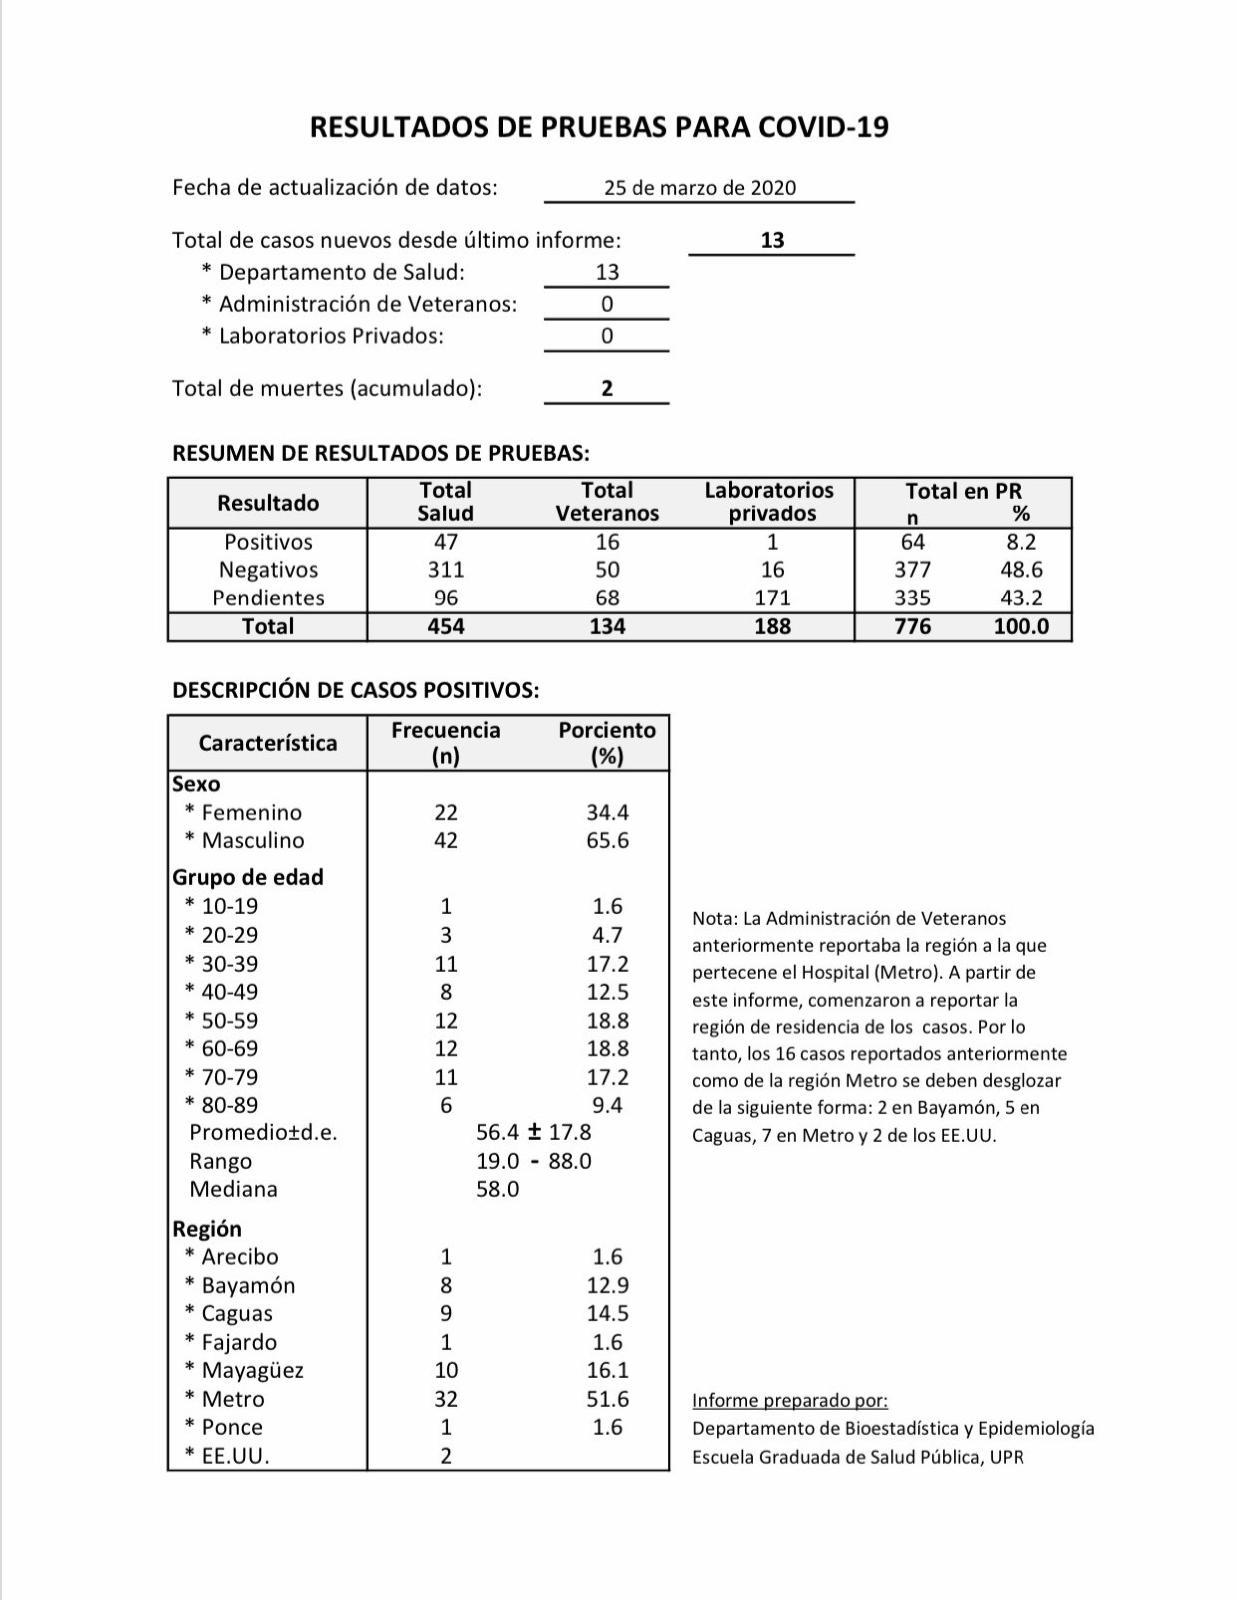 RESULTADOS DE PRUEBAS PARA COVID-19
Fecha de actualización de datos: 25 de marzo de 2020
Total de casos nuevos desde último informe: 13
* Departamento de Salud: 13
* Administración de Veteranos: 0
* Laboratorios Privados: 0
Total de muertes (acumulado): 2
RESUMEN DE RESULTADOS DE PRUEBAS:
Resultado Total Salud Total Veteranos Laboratorios privados Total en PR n %
Positivos 47 16 1 64 8.2
Negativos 311 50 16 377 48.6
Pendientes 96 68 171 335 43.2
Total 454 134 188 776 100.0
DESCRIPCIÓN DE CASOS POSITIVOS:
Característica Frecuencia (n) Porciento (%)
Sexo
* Femenino 22 34.4
* Masculino 42 65.6
Grupo de edad
* 10-19 1 1.6
* 20-29 3 4.7
* 30-39 11 17.2
* 40-49 8 12.5
* 50-59 12 18.8
* 60-69 12 18.8
* 70-79 11 17.2
* 80-89 6 9.4
Promedio±d.e. 56.4 ± 17.8
Rango 19.0 - 88.0
Mediana 58.0
Región
* Arecibo 1 1.6
* Bayamón 8 12.9
* Caguas 9 14.5
* Fajardo 1 1.6
* Mayagüez 10 16.1
* Metro 32 51.6
* Ponce 1 1.6
* EE.UU. 2
Nota: La Administración de Veteranos
anteriormente reportaba la región a la que
pertecene el Hospital (Metro). A partir de
este informe, comenzaron a reportar la
región de residencia de los casos. Por lo
tanto, los 16 casos reportados anteriormente
como de la región Metro se deben desglozar
de la siguiente forma: 2 en Bayamón, 5 en
Caguas, 7 en Metro y 2 de los EE.UU.
Informe preparado por:
Departamento de Bioestadística y Epidemiología
Escuela Graduada de Salud Pública, UPR